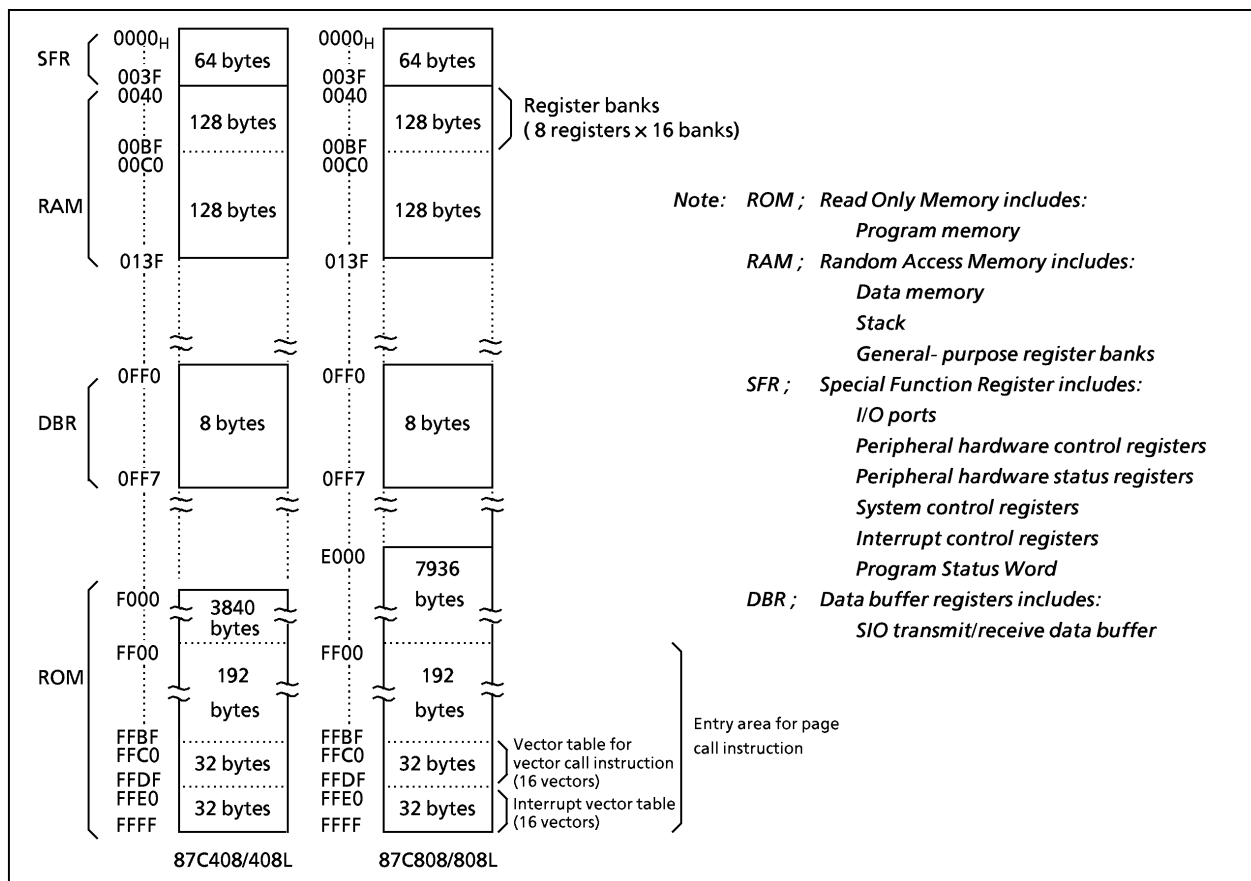 SFR
0000H
64 bytes
003F
0040
128 bytes
00BF
00C0
RAM
128 bytes
013F
0FF0
DBR
8 bytes
0FF7
F000
3840
bytes
FF00
ROM
192
bytes
FFBF
FFC0
32 bytes
FFDF
FFE0
32 bytes
FFFF
87C408/408L
0000H
64 bytes
003F
0040
128 bytes
00BF
00C0
128 bytes
013F
0FF0
8 bytes
0FF7
E000
7936
bytes
FF00
192
bytes
FFBF
FFC0
32 bytes
FFDF
FFE0
32 bytes
FFFF
87C808/808L
Register banks
( 8 registers × 16 banks)
Vector table for
vector call instruction
(16 vectors)
Interrupt vector table
(16 vectors)
Entry area for page
call instruction
Note: ROM ; Read Only Memory includes:
Program memory
RAM ; Random Access Memory includes:
Data memory
Stack
General- purpose register banks
SFR ; Special Function Register includes:
I/O ports
Peripheral hardware control registers
Peripheral hardware status registers
System control registers
Interrupt control registers
Program Status Word
DBR ; Data buffer registers includes:
SIO transmit/receive data buffer